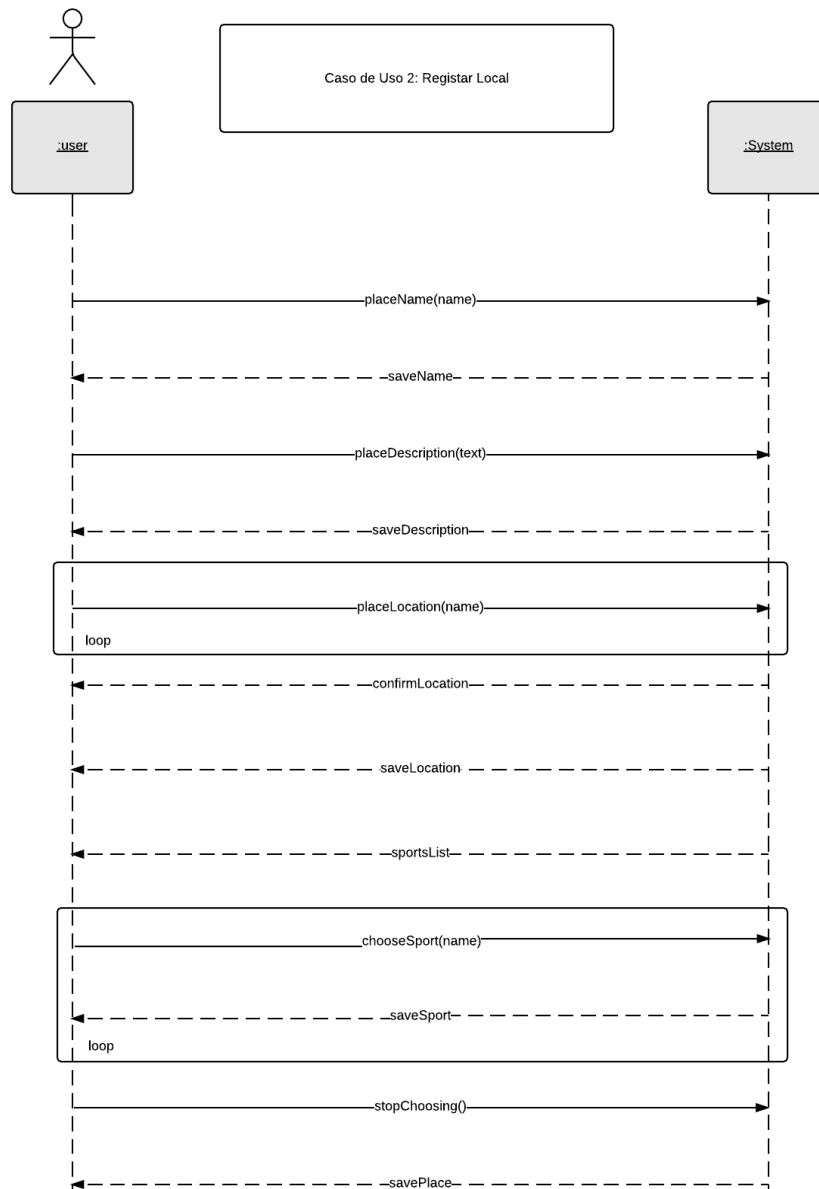 Caso de Uso 2: Registar Local
:user
:System
placeName(name)
saveName
placeDescription(text)
saveDescription
placeLocation(name)
loop
confirmLocation
saveLocation
sportsList
chooseSport(name)
saveSport
loop
stopChoosing()
savePlace